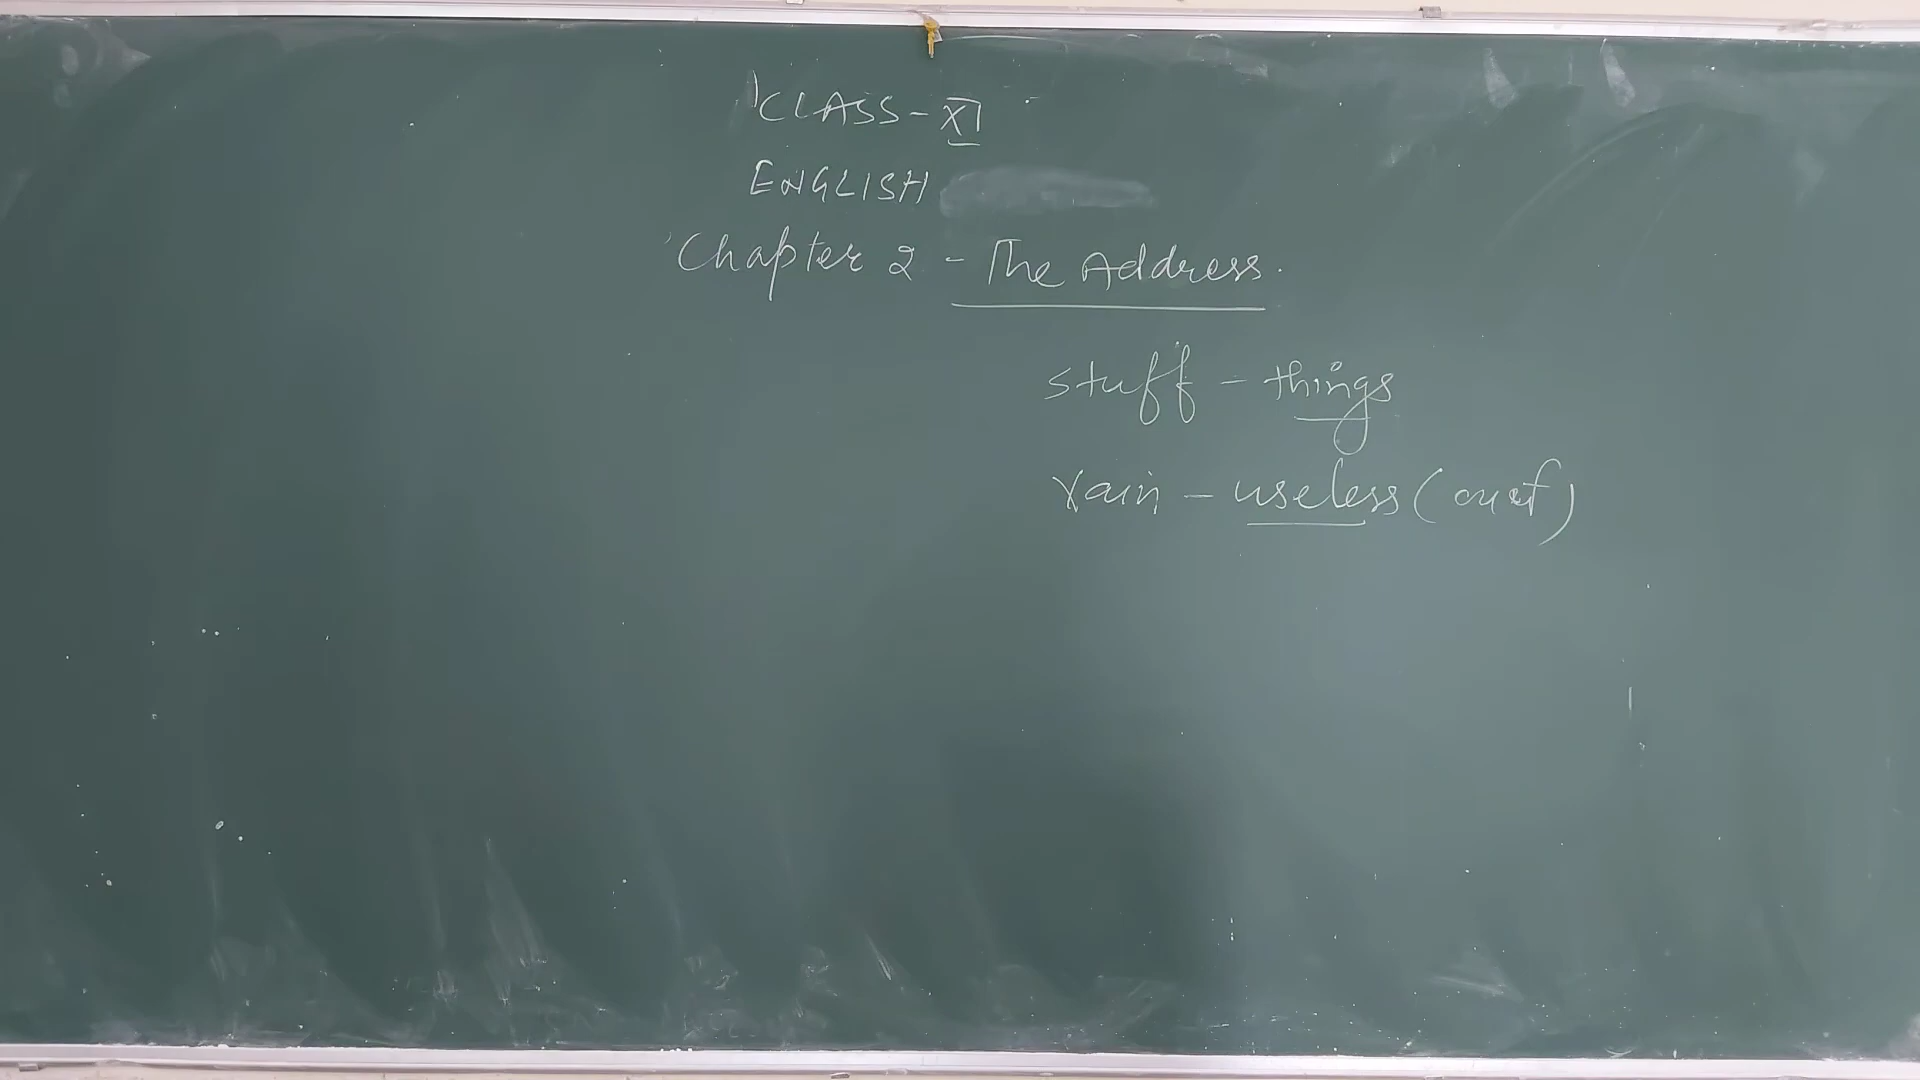 CLASS - XI
ENGLISH
Chapter 2 - The Address.
stuff - things
vain - useless (